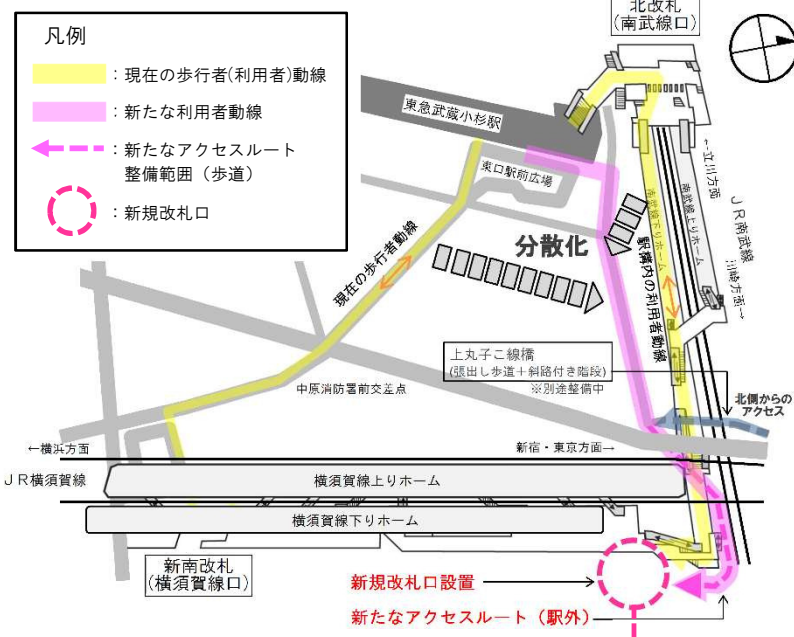 北改札
(南武線口)
凡例
：現在の歩行者(利用者)動線
：新たな利用者動線
：新たなアクセスルート
整備範囲（歩道）
：新規改札口
東急武蔵小杉駅
東口駅前広場
←立川方面
南武線上りホーム
南武線下りホーム
ＪＲ南武線
川崎方面→
分散化
現在の歩行者動線
駅構内の利用者動線
上丸子こ線橋
(張出し歩道＋斜路付き階段)
※別途整備中
北側からの
アクセス
中原消防署前交差点
←横浜方面
新宿・東京方面→
ＪＲ横須賀線
横須賀線上りホーム
横須賀線下りホーム
新南改札
(横須賀線口)
新規改札口設置
新たなアクセスルート（駅外）